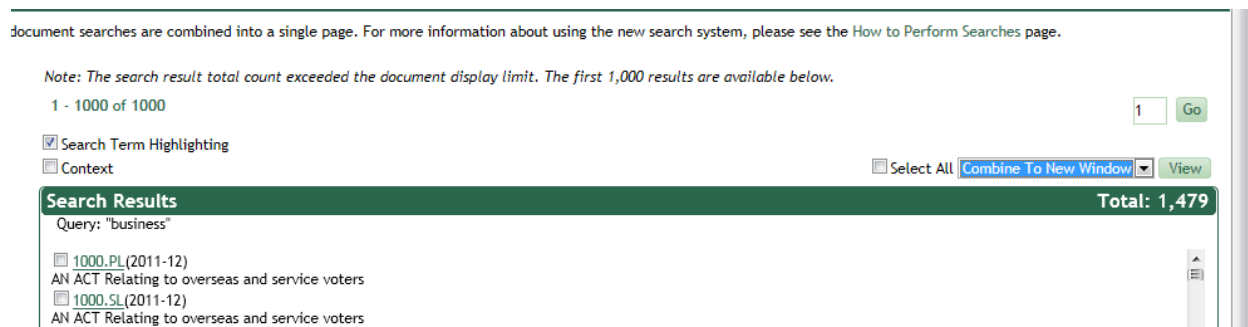 document searches are combined into a single page. For more information about using the new search system, please see the How to Perform Searches page.
Note: The search result total count exceeded the document display limit. The first 1,000 results are available below.
1 - 1000 of 1000
1 Go
Search Term Highlighting
Context
Select All Combine To New Window View
Search Results Total: 1,479
Query: "business"
1000.PL(2011-12)
AN ACT Relating to overseas and service voters
1000.SL(2011-12)
AN ACT Relating to overseas and service voters